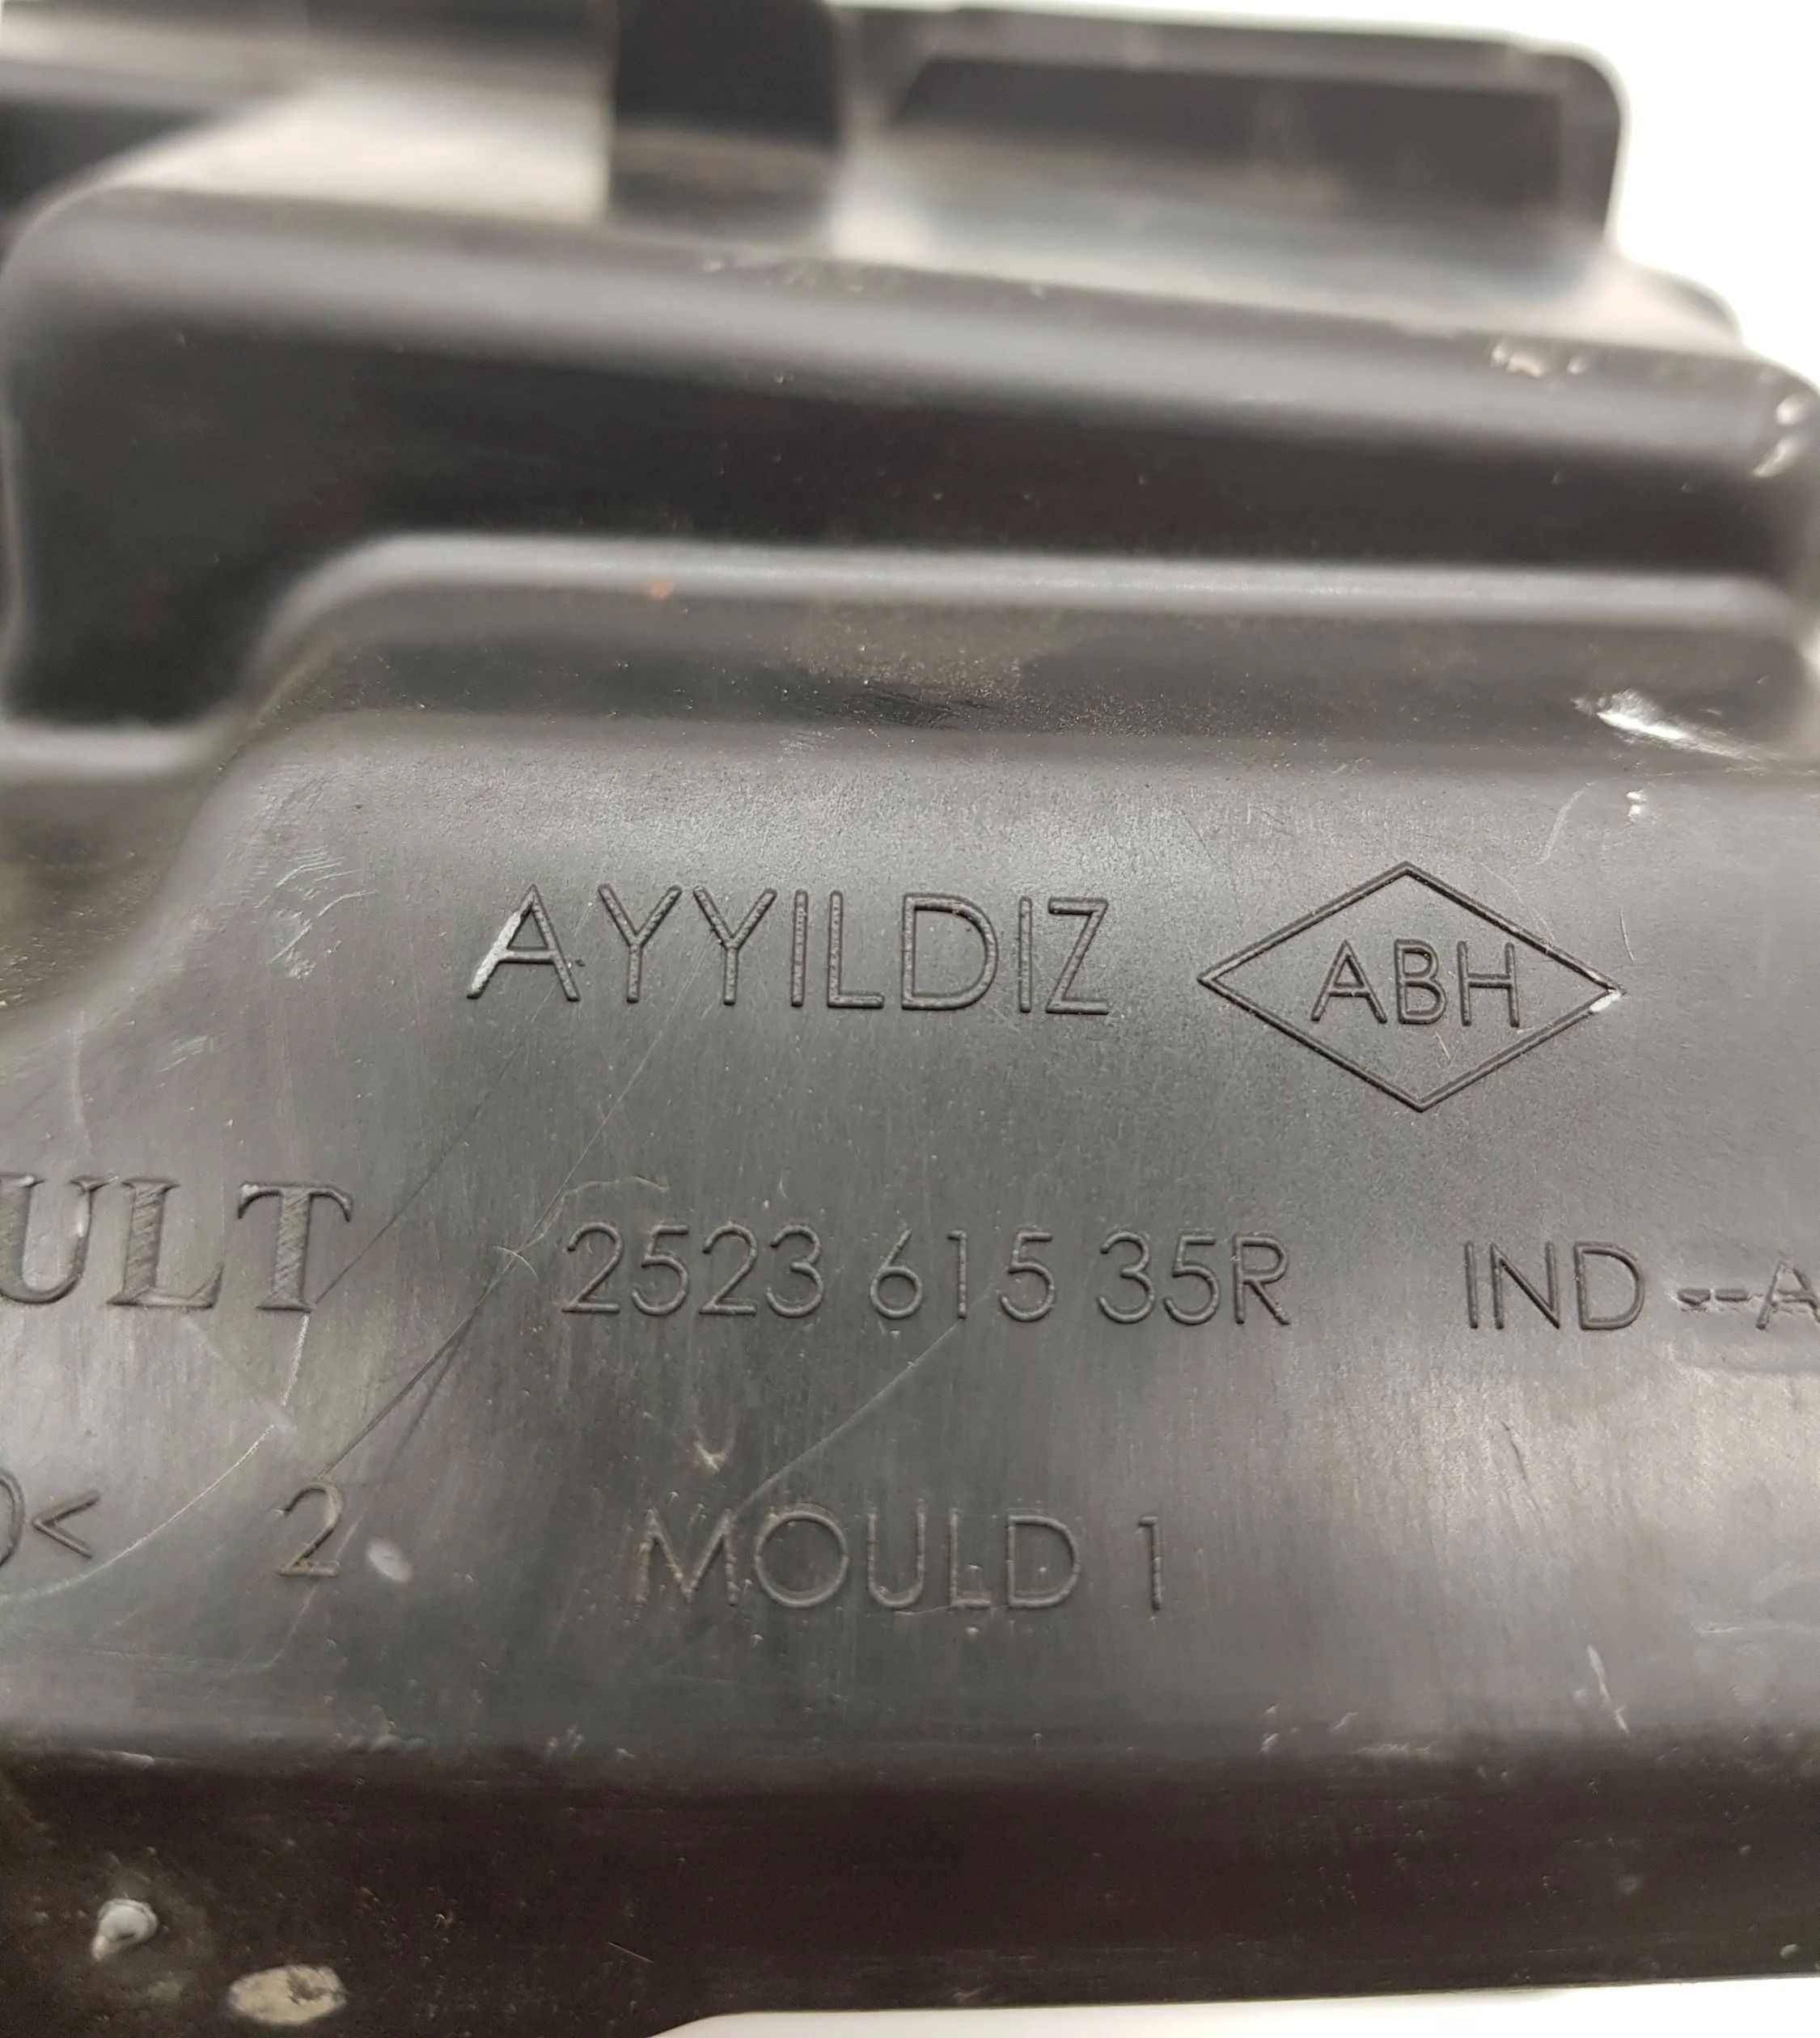 AYYILDIZ ABH
ULT 2523 615 35R IND --A
< 2 MOULD 1